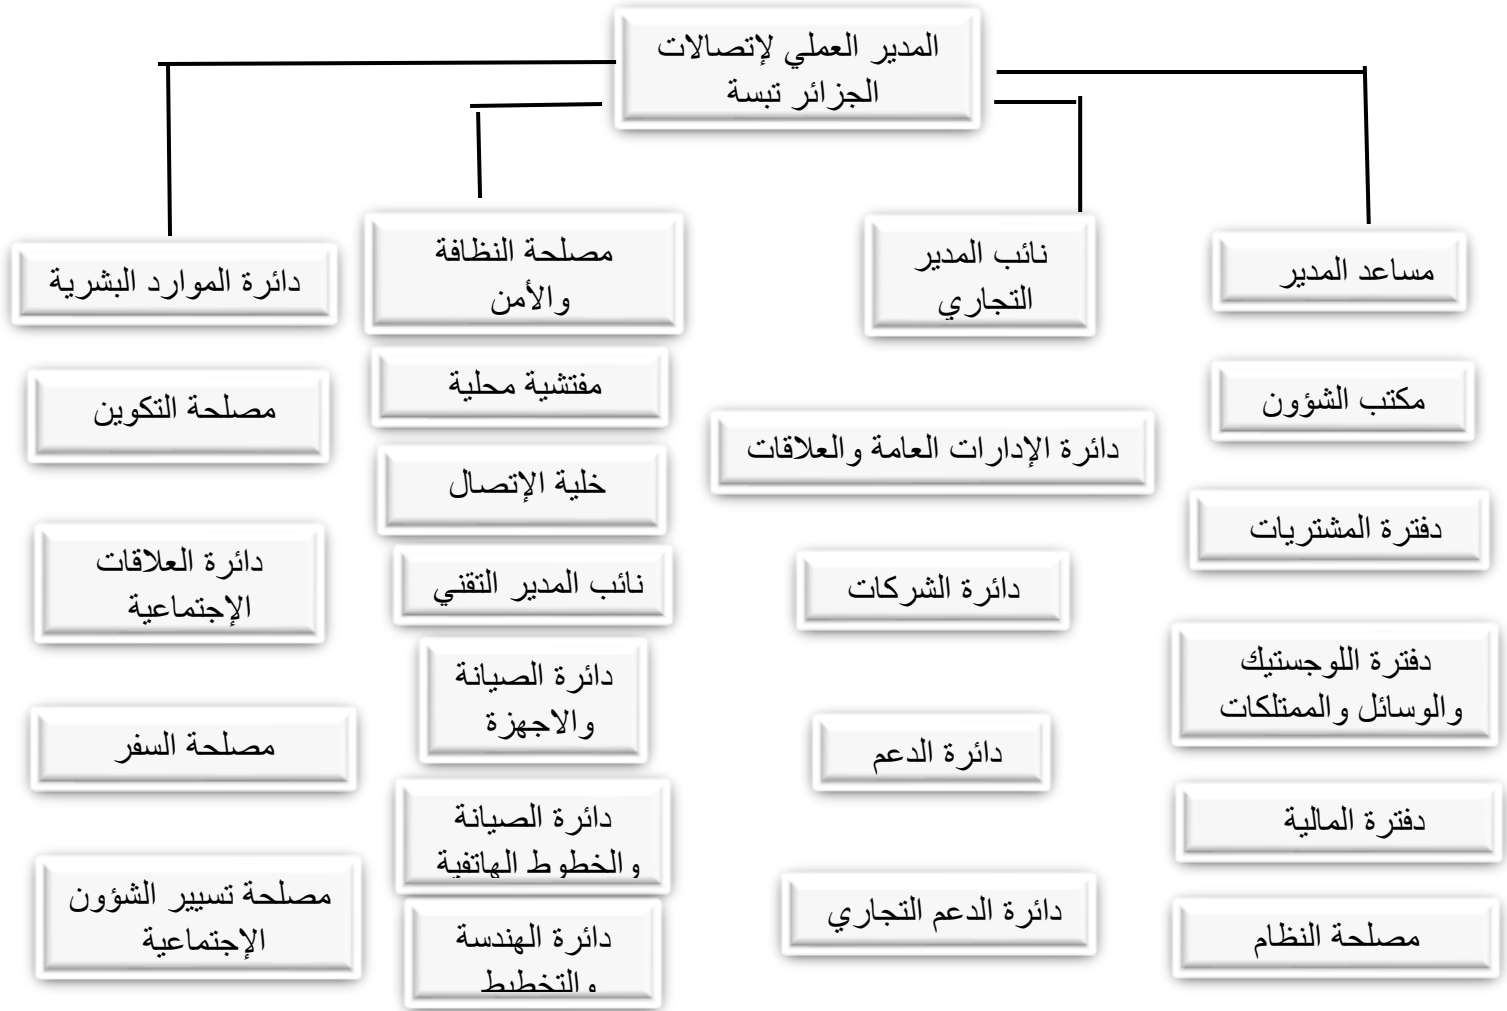 المدير العملي لإتصالات
الجزائر تبسة
مساعد المدير
مكتب الشؤون
دفترة المشتريات
دفترة اللوجستيك
والوسائل والممتلكات
دفترة المالية
مصلحة النظام
نائب المدير
التجاري
دائرة الإدارات العامة والعلاقات
دائرة الشركات
دائرة الدعم
دائرة الدعم التجاري
مصلحة النظافة
والأمن
مفتشية محلية
خلية الإتصال
نائب المدير التقني
دائرة الصيانة
والاجهزة
دائرة الصيانة
والخطوط الهاتفية
دائرة الهندسة
والتخطيط
دائرة الموارد البشرية
مصلحة التكوين
دائرة العلاقات
الإجتماعية
مصلحة السفر
مصلحة تسيير الشؤون
الإجتماعية